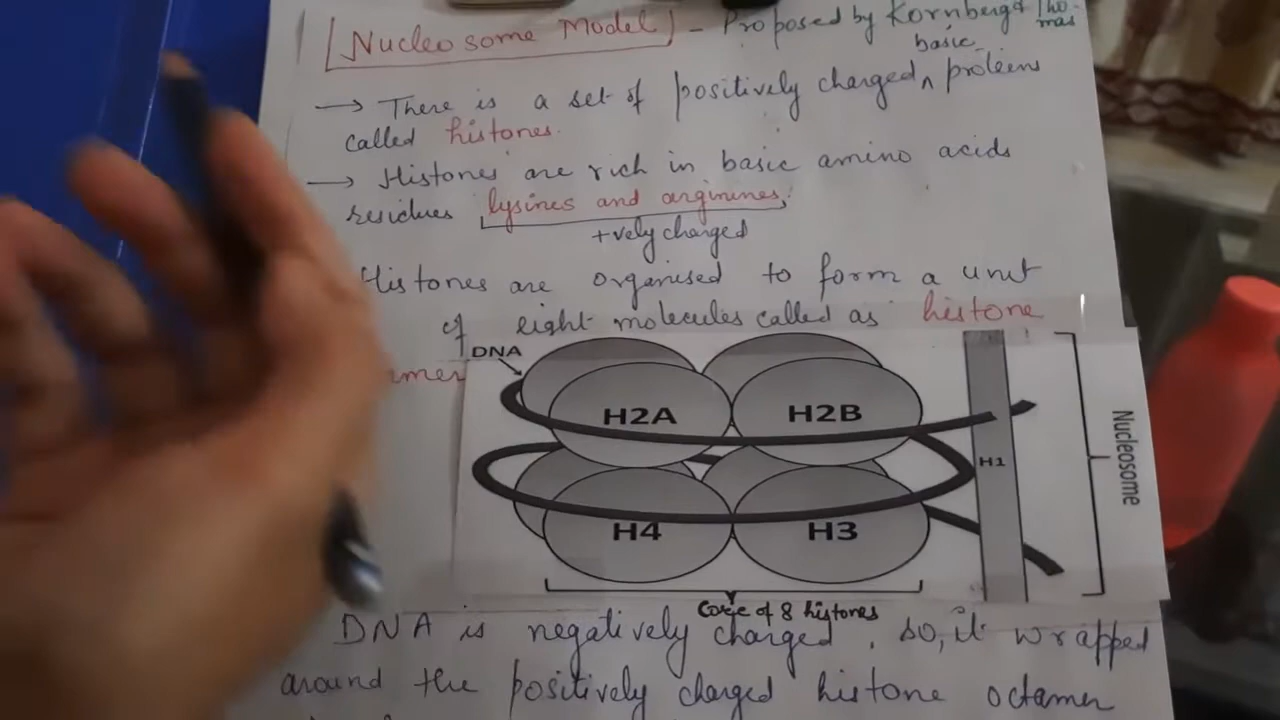 Nucleosome Model - Proposed by Kornberg & Thomas
→ There is a set of positively charged basic proteins
called histones.
→ Histones are rich in basic amino acids
residues lysines and arginines.
+vely charged
Histones are organised to form a unit
of eight molecules called as histone
DNA
H2A
H2B
H1
H4
H3
Nucleosome
Core of 8 histones
DNA is negatively charged, so, it wrapped
around the positively charged histone octamer